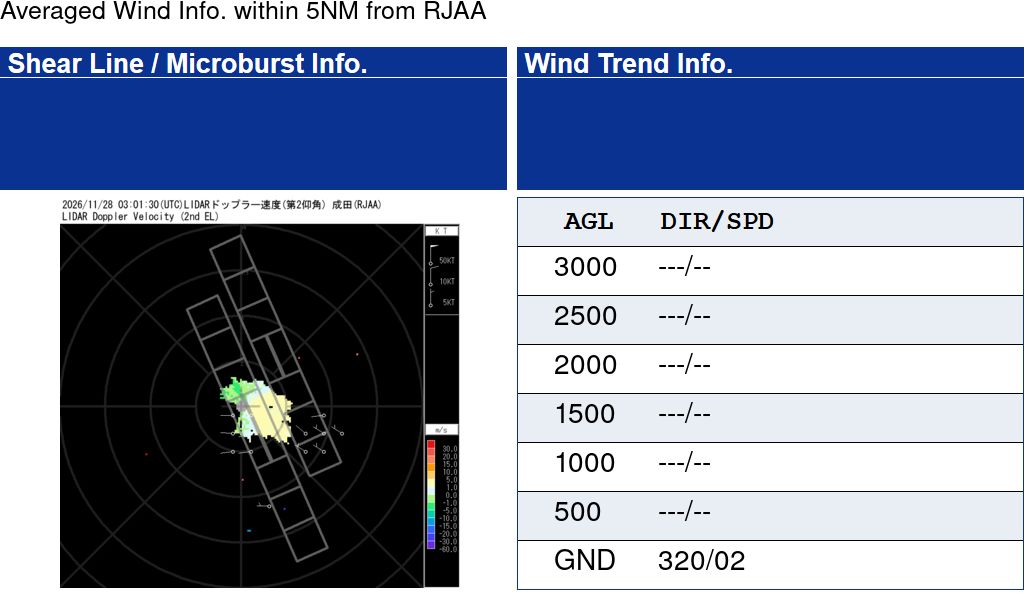 Averaged Wind Info. within 5NM from RJAA
Shear Line / Microburst Info.
Wind Trend Info.
2026/11/28 03:01:30(UTC)LIDARドップラー速度(第2仰角) 成田(RJAA)
LIDAR Doppler Velocity (2nd EL)
K T
50KT
10KT
5KT
m/s
30.0
20.0
15.0
10.0
5.0
1.0
0.0
-1.0
-5.0
-10.0
-15.0
-20.0
-30.0
-60.0
AGL DIR/SPD
3000 ---/--
2500 ---/--
2000 ---/--
1500 ---/--
1000 ---/--
500 ---/--
GND 320/02